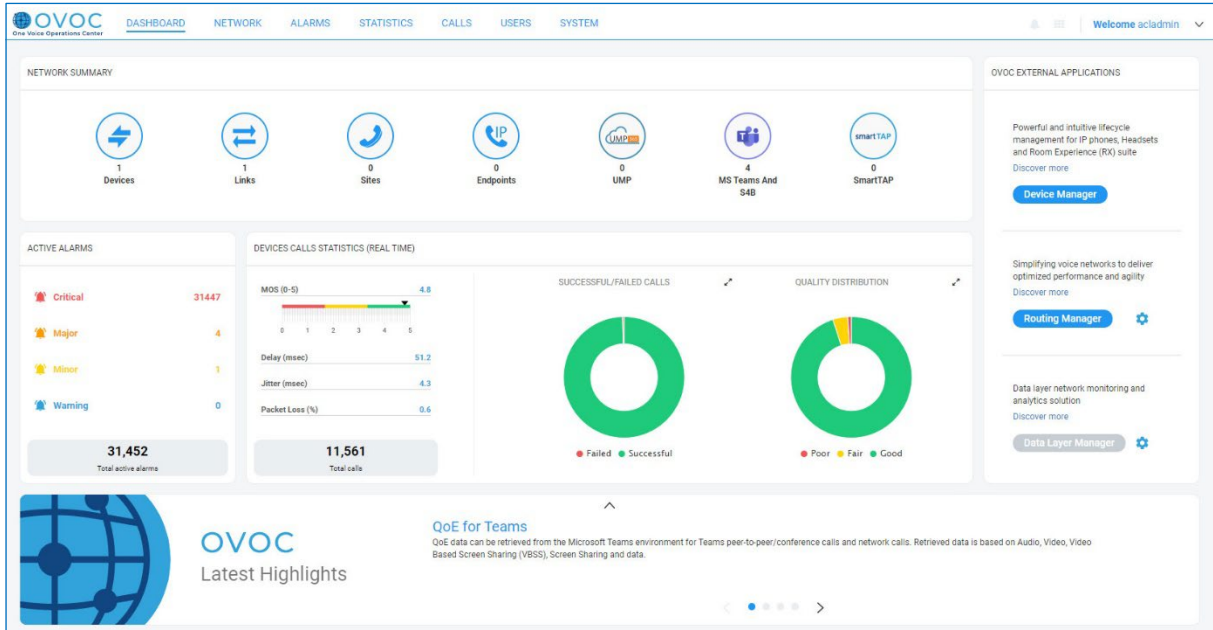 OVOC
One Voice Operations Center
DASHBOARD NETWORK ALARMS STATISTICS CALLS USERS SYSTEM
Welcome acladmin
NETWORK SUMMARY
1
Devices
1
Links
0
Sites
IP
0
Endpoints
UMP
0
UMP
T
4
MS Teams And
S4B
smartTAP
0
SmartTAP
OVOC EXTERNAL APPLICATIONS
Powerful and intuitive lifecycle
management for IP phones, Headsets
and Room Experience (RX) suite
Discover more
Device Manager
Simplifying voice networks to deliver
optimized performance and agility
Discover more
Routing Manager
Data layer network monitoring and
analytics solution
Discover more
Data Layer Manager
ACTIVE ALARMS
Critical 31447
Major 4
Minor 1
Warning 0
31,452
Total active alarms
DEVICES CALLS STATISTICS (REAL TIME)
MOS (0-5) 4.8
0 1 2 3 4 5
Delay (msec) 51.2
Jitter (msec) 4.3
Packet Loss (%) 0.6
11,561
Total calls
SUCCESSFUL/FAILED CALLS
Failed Successful
QUALITY DISTRIBUTION
Poor Fair Good
OVOC
Latest Highlights
QoE for Teams
QoE data can be retrieved from the Microsoft Teams environment for Teams peer-to-peer/conference calls and network calls. Retrieved data is based on Audio, Video, Video
Based Screen Sharing (VBSS), Screen Sharing and data.